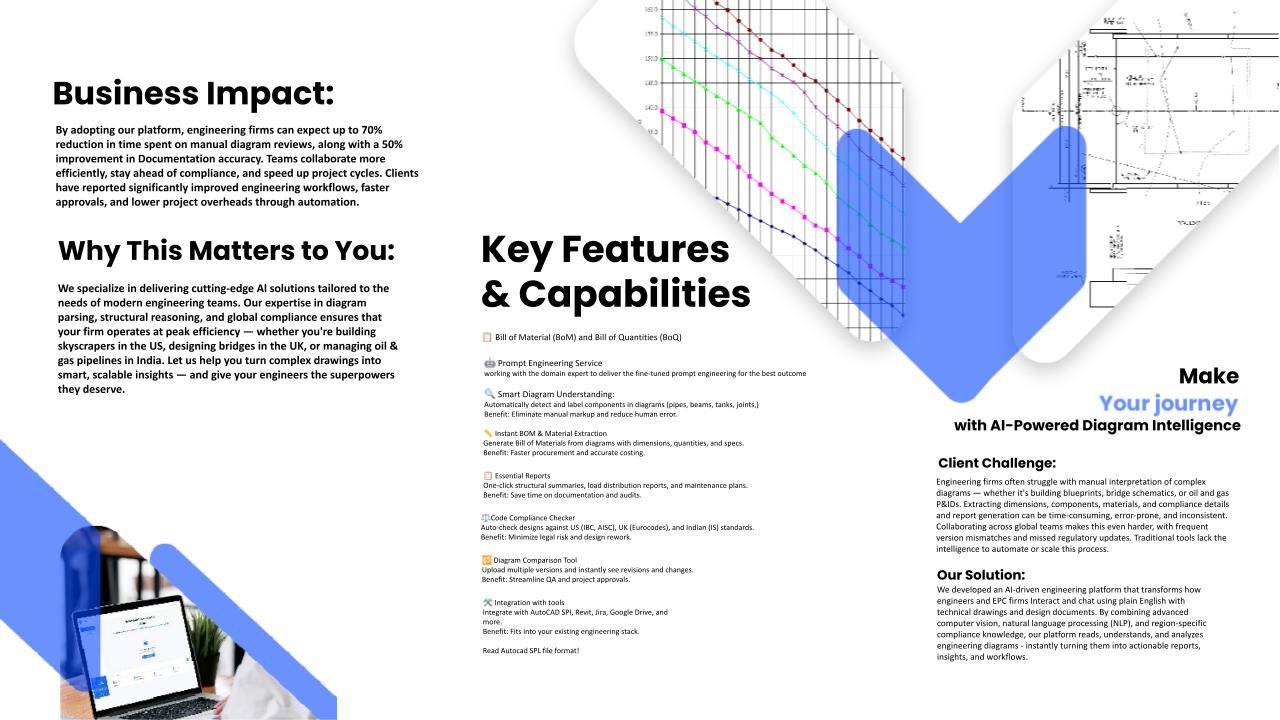 Business Impact:
By adopting our platform, engineering firms can expect up to 70%
reduction in time spent on manual diagram reviews, along with a 50%
improvement in Documentation accuracy. Teams collaborate more
efficiently, stay ahead of compliance, and speed up project cycles. Clients
have reported significantly improved engineering workflows, faster
approvals, and lower project overheads through automation.
Why This Matters to You:
We specialize in delivering cutting-edge AI solutions tailored to the
needs of modern engineering teams. Our expertise in diagram
parsing, structural reasoning, and global compliance ensures that
your firm operates at peak efficiency — whether you're building
skyscrapers in the US, designing bridges in the UK, or managing oil &
gas pipelines in India. Let us help you turn complex drawings into
smart, scalable insights — and give your engineers the superpowers
they deserve.
Key Features
& Capabilities
📋 Bill of Material (BoM) and Bill of Quantities (BoQ)
🤖 Prompt Engineering Service
working with the domain expert to deliver the fine-tuned prompt engineering for the best outcome
🔍 Smart Diagram Understanding:
Automatically detect and label components in diagrams (pipes, beams, tanks, joints,)
Benefit: Eliminate manual markup and reduce human error.
📏 Instant BOM & Material Extraction
Generate Bill of Materials from diagrams with dimensions, quantities, and specs.
Benefit: Faster procurement and accurate costing.
📋 Essential Reports
One-click structural summaries, load distribution reports, and maintenance plans.
Benefit: Save time on documentation and audits.
⚖️Code Compliance Checker
Auto-check designs against US (IBC, AISC), UK (Eurocodes), and Indian (IS) standards.
Benefit: Minimize legal risk and design rework.
🔁 Diagram Comparison Tool
Upload multiple versions and instantly see revisions and changes.
Benefit: Streamline QA and project approvals.
🛠️ Integration with tools
Integrate with AutoCAD SPI, Revit, Jira, Google Drive, and
more.
Benefit: Fits into your existing engineering stack.
Read Autocad SPL file format!
Make
Your journey
with AI-Powered Diagram Intelligence
Client Challenge:
Engineering firms often struggle with manual interpretation of complex
diagrams — whether it's building blueprints, bridge schematics, or oil and gas
P&IDs. Extracting dimensions, components, materials, and compliance details
and report generation can be time-consuming, error-prone, and inconsistent.
Collaborating across global teams makes this even harder, with frequent
version mismatches and missed regulatory updates. Traditional tools lack the
intelligence to automate or scale this process.
Our Solution:
We developed an AI-driven engineering platform that transforms how
engineers and EPC firms Interact and chat using plain English with
technical drawings and design documents. By combining advanced
computer vision, natural language processing (NLP), and region-specific
compliance knowledge, our platform reads, understands, and analyzes
engineering diagrams - instantly turning them into actionable reports,
insights, and workflows.